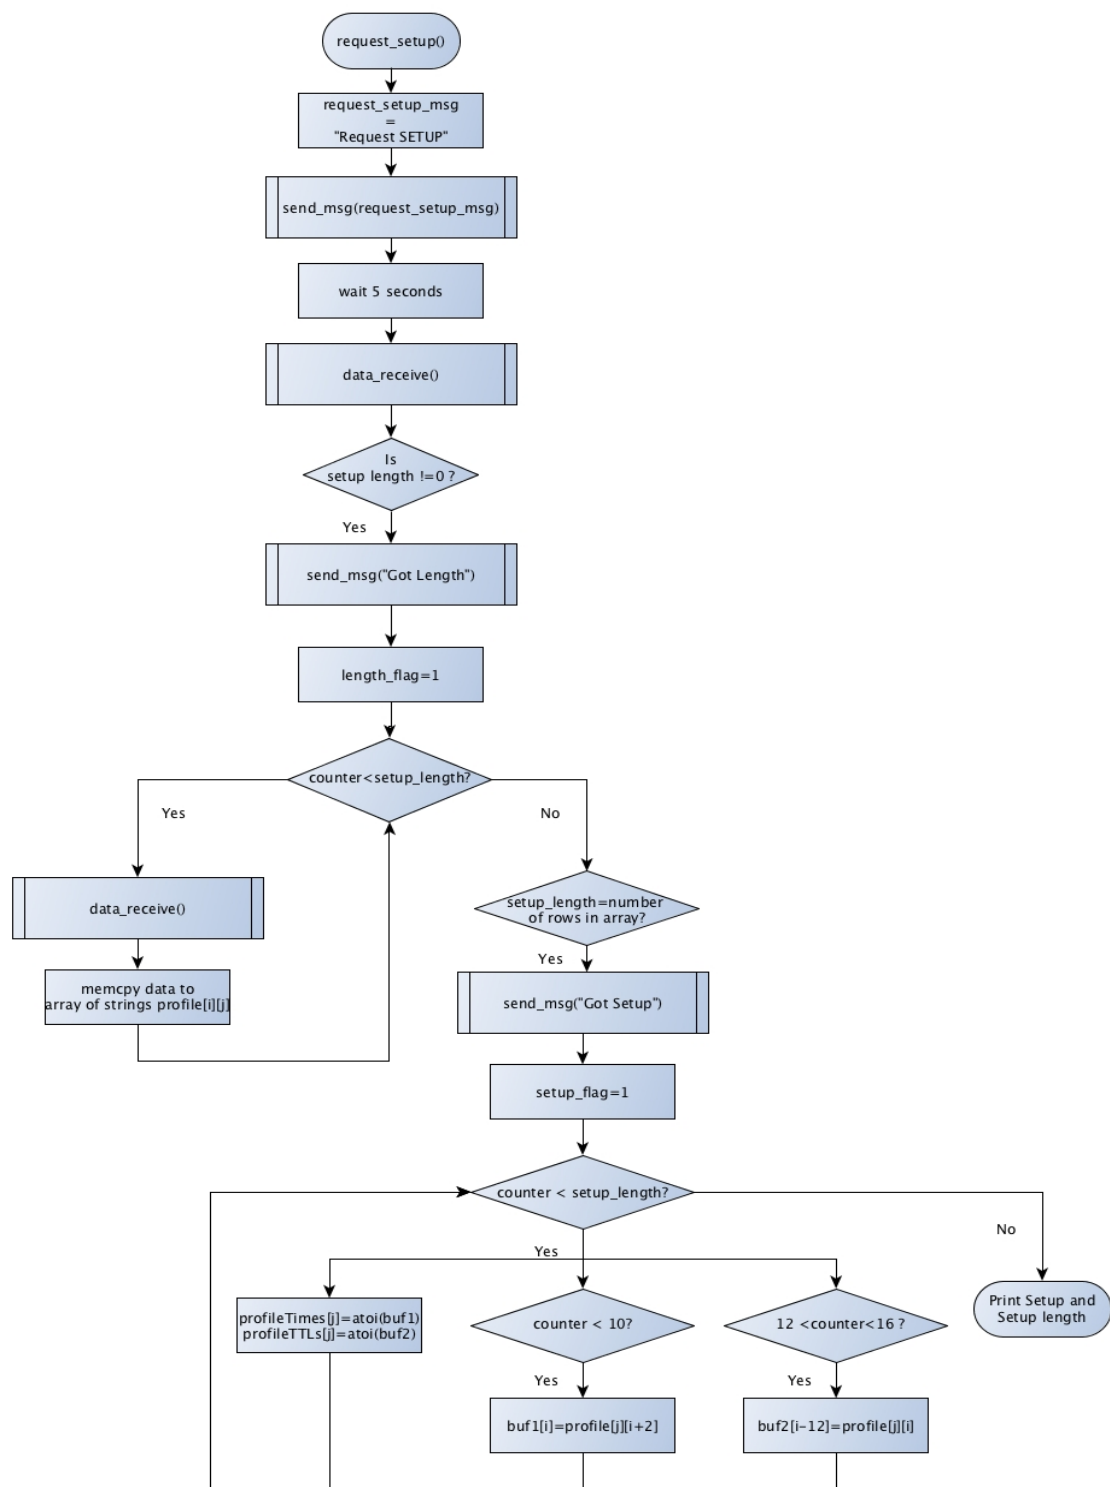 request_setup()
request_setup_msg
=
"Request SETUP"
send_msg(request_setup_msg)
wait 5 seconds
data_receive()
Is
setup length !=0 ?
Yes
send_msg("Got Length")
length_flag=1
counter<setup_length?
Yes
No
data_receive()
memcpy data to
array of strings profile[i][j]
setup_length=number
of rows in array?
Yes
send_msg("Got Setup")
setup_flag=1
counter < setup_length?
No
Yes
profileTimes[j]=atoi(buf1)
profileTTLs[j]=atoi(buf2)
counter < 10?
12 <counter<16 ?
Print Setup and
Setup length
Yes
Yes
buf1[i]=profile[j][i+2]
buf2[i-12]=profile[j][i]